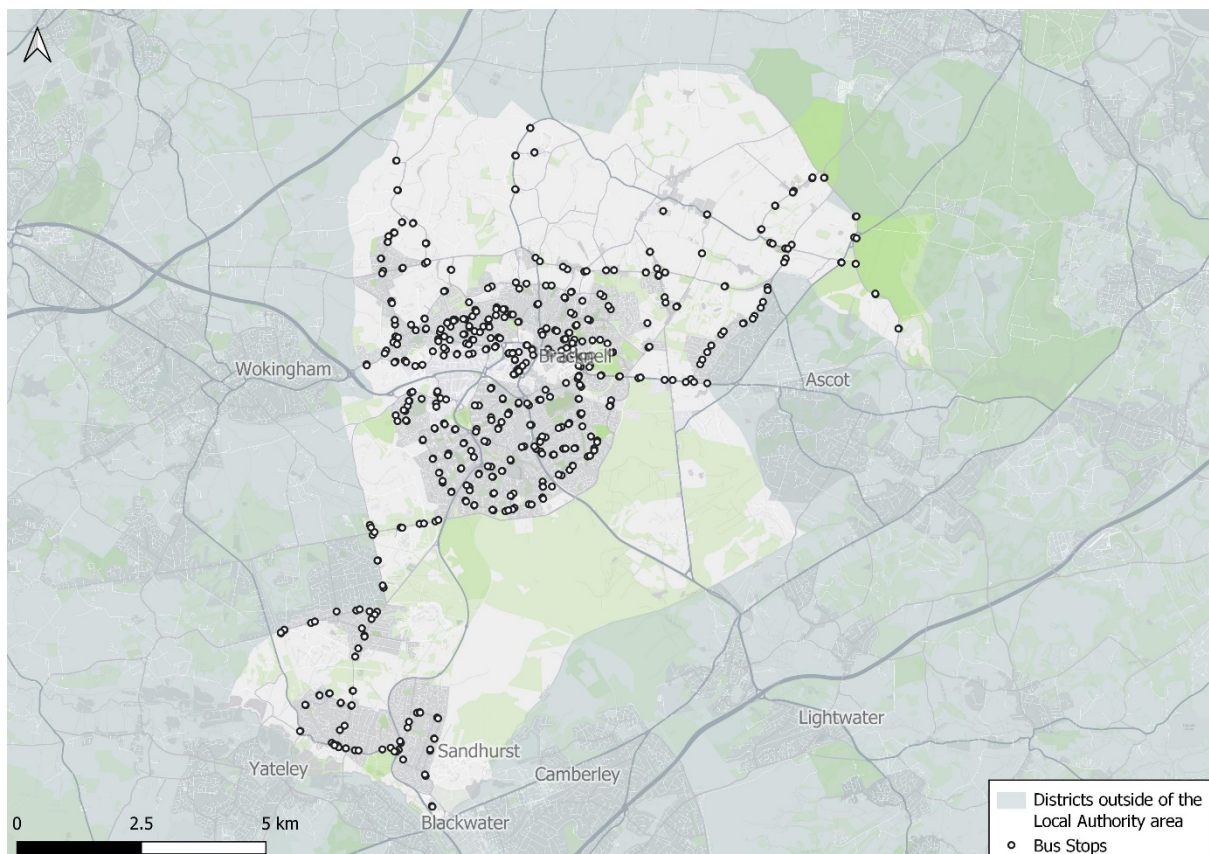 Bracknell
Wokingham
Ascot
Lightwater
Sandhurst
Yateley
Camberley
Blackwater
0 2.5 5 km
Districts outside of the
Local Authority area
Bus Stops